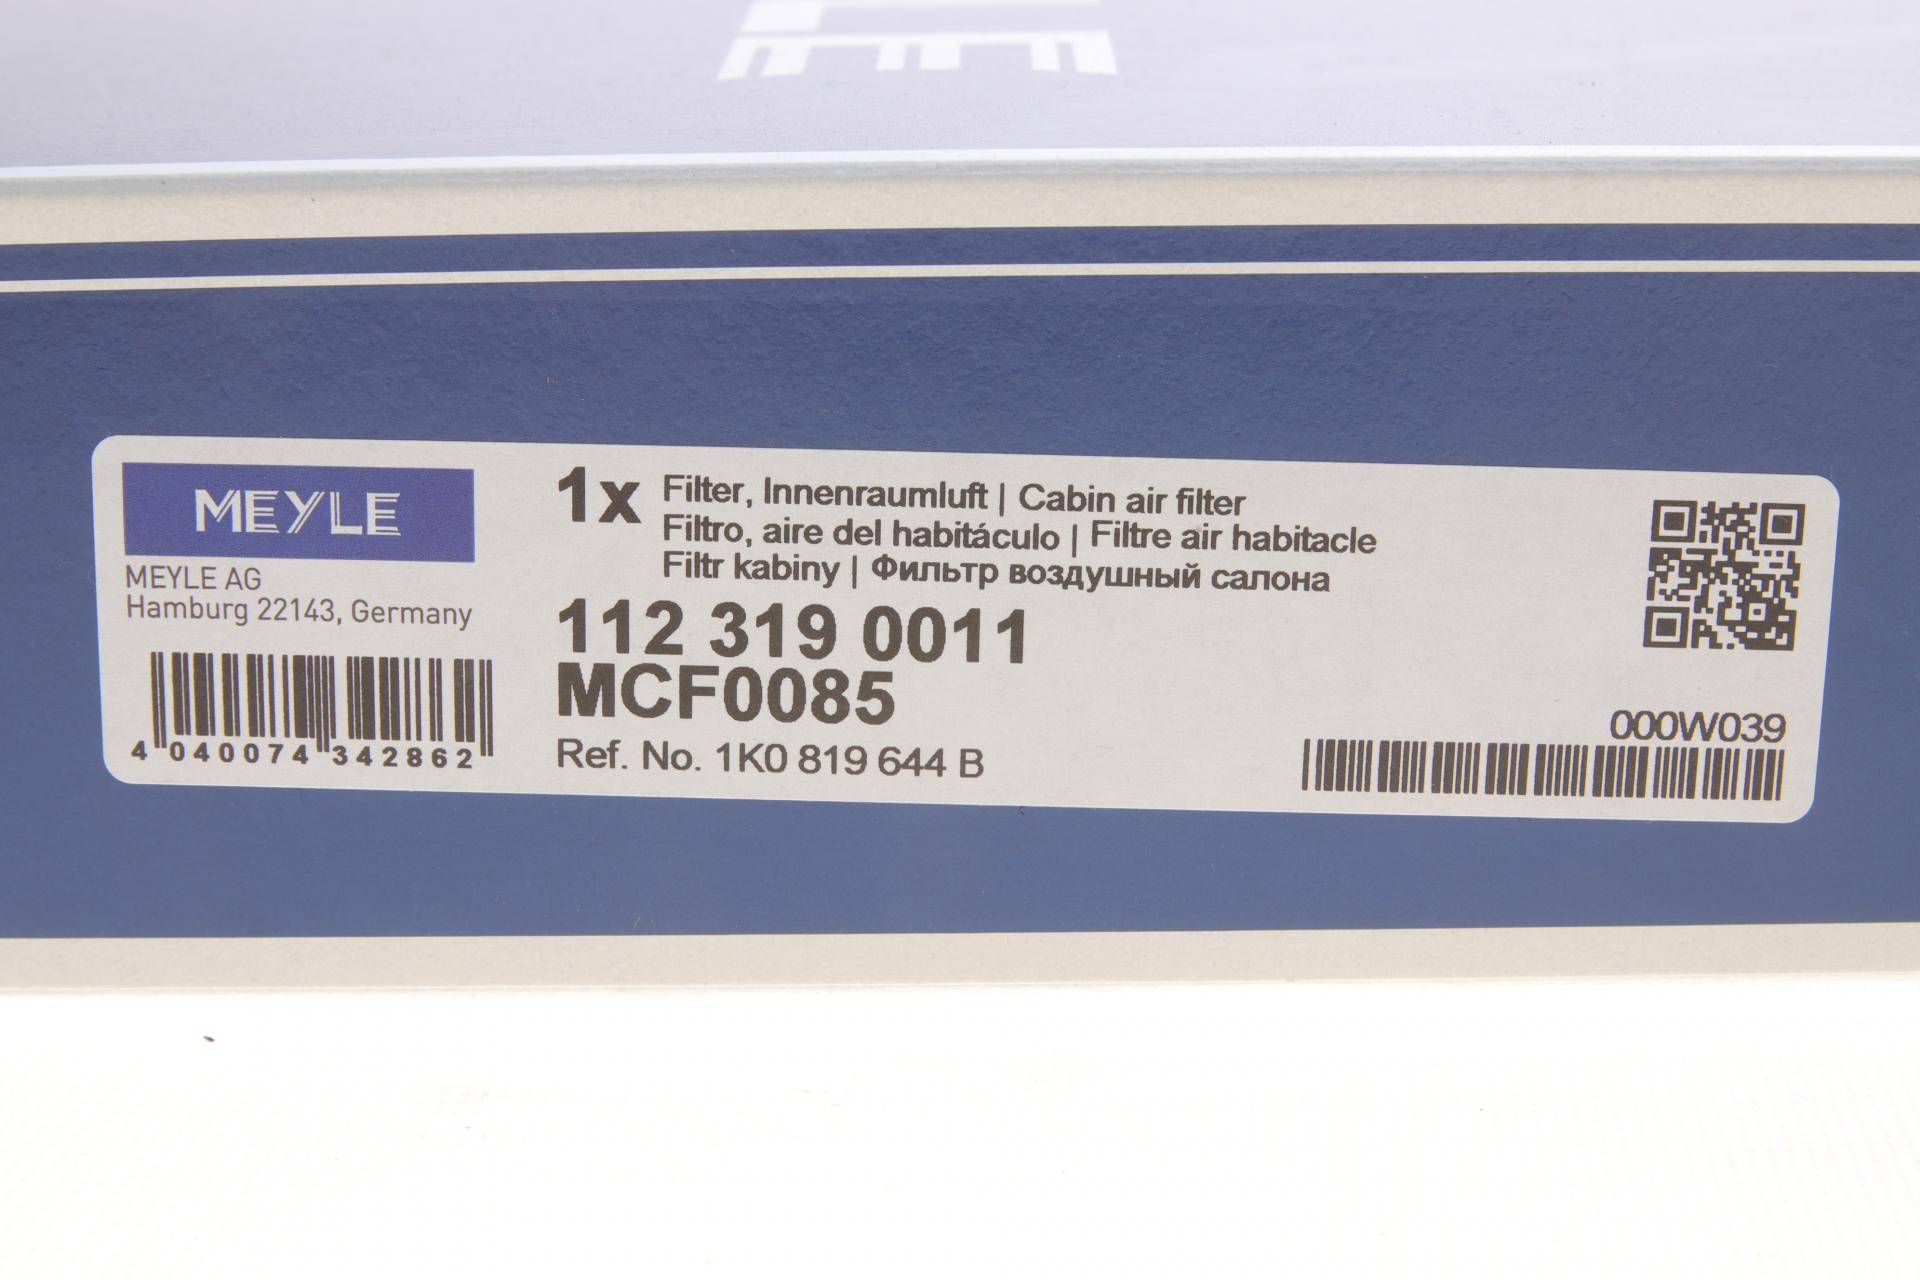 MEYLE
MEYLE AG
Hamburg 22143, Germany
4 040074 342862
1x Filter, Innenraumluft | Cabin air filter
Filtro, aire del habitáculo | Filtre air habitacle
Filtr kabiny | Фильтр воздушный салона
112 319 0011
MCF0085
Ref. No. 1K0 819 644 B
000W039